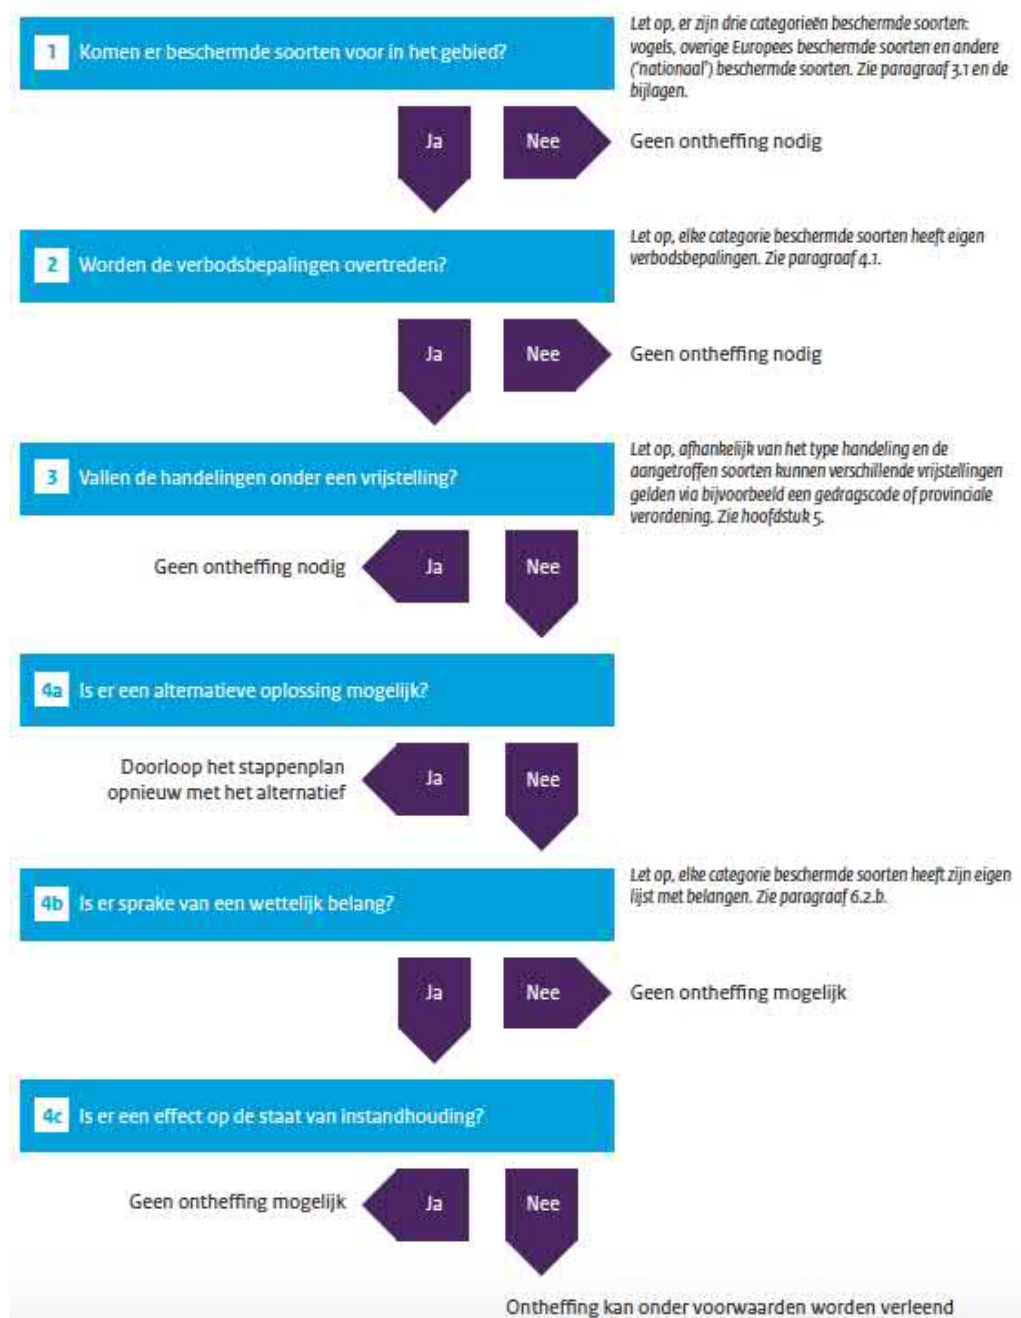 1 Komen er beschermde soorten voor in het gebied?
Let op, er zijn drie categorieën beschermde soorten:
vogels, overige Europees beschermde soorten en andere
('nationaal') beschermde soorten. Zie paragraaf 3.1 en de
bijlagen.
Ja
Nee
Geen ontheffing nodig
2 Worden de verbodsbepalingen overtreden?
Let op, elke categorie beschermde soorten heeft eigen
verbodsbepalingen. Zie paragraaf 4.1.
Ja
Nee
Geen ontheffing nodig
3 Vallen de handelingen onder een vrijstelling?
Let op, afhankelijk van het type handeling en de
aangetroffen soorten kunnen verschillende vrijstellingen
gelden via bijvoorbeeld een gedragscode of provinciale
verordening. Zie hoofdstuk 5.
Geen ontheffing nodig
Ja
Nee
4a Is er een alternatieve oplossing mogelijk?
Doorloop het stappenplan
opnieuw met het alternatief
Ja
Nee
4b Is er sprake van een wettelijk belang?
Let op, elke categorie beschermde soorten heeft zijn eigen
lijst met belangen. Zie paragraaf 6.2.b.
Ja
Nee
Geen ontheffing mogelijk
4c Is er een effect op de staat van instandhouding?
Geen ontheffing mogelijk
Ja
Nee
Ontheffing kan onder voorwaarden worden verleend